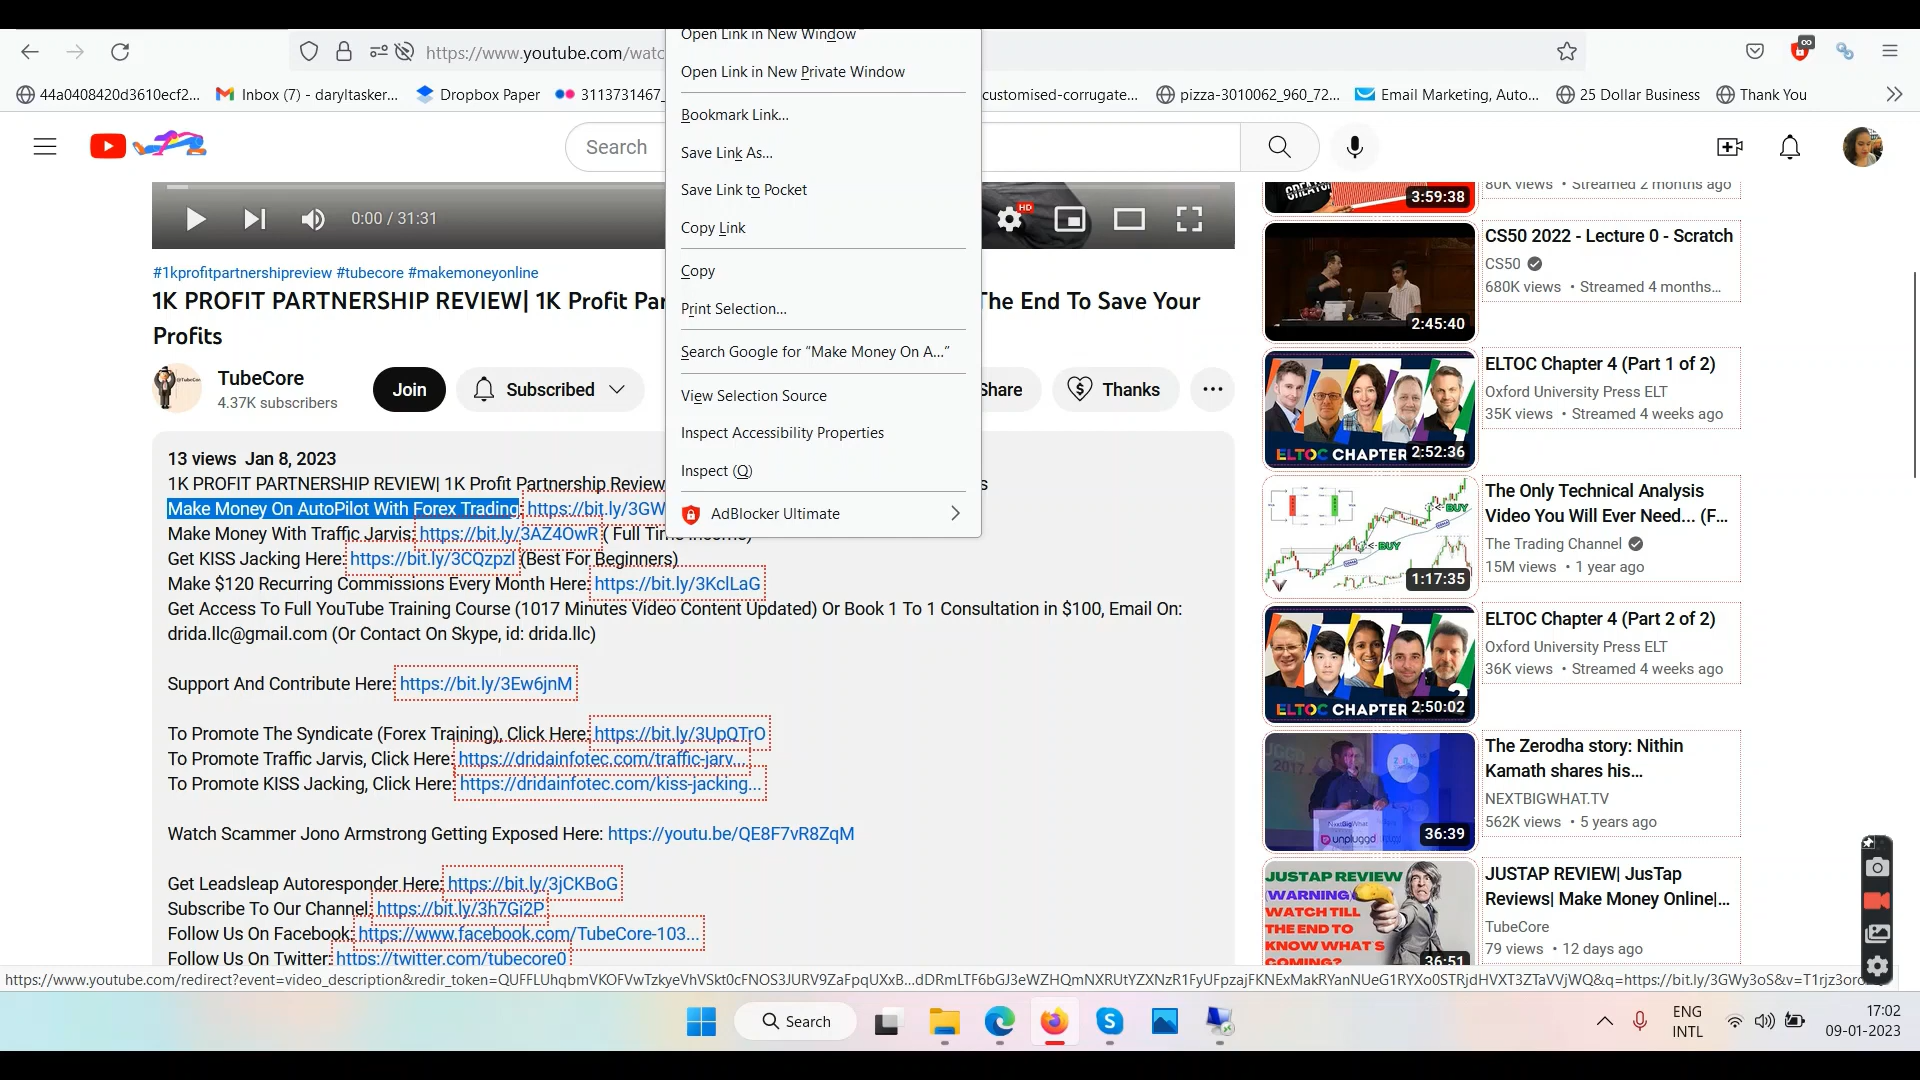 https://www.youtube.com/watc
44a0408420d3610ecf2...
Inbox (7) - daryltasker...
Dropbox Paper
3113731467_
customised-corrugate...
pizza-3010062_960_72...
Email Marketing, Auto...
25 Dollar Business
Thank You
Search
Open Link in New Window
Open Link in New Private Window
Bookmark Link...
Save Link As...
Save Link to Pocket
Copy Link
Copy
Print Selection...
Search Google for “Make Money On A...”
View Selection Source
Inspect Accessibility Properties
Inspect (Q)
AdBlocker Ultimate
0:00 / 31:31
HD
#1kprofitpartnershipreview #tubecore #makemoneyonline
1K PROFIT PARTNERSHIP REVIEW| 1K Profit Par
The End To Save Your
Profits
TubeCore
4.37K subscribers
Join
Subscribed
Share
Thanks
13 views Jan 8, 2023
1K PROFIT PARTNERSHIP REVIEW| 1K Profit Partnership Review
Make Money On AutoPilot With Forex Trading: https://bit.ly/3GW
Make Money With Traffic Jarvis: https://bit.ly/3AZ4OwR ( Full Time Income)
Get KISS Jacking Here: https://bit.ly/3CQzpzl (Best For Beginners)
Make $120 Recurring Commissions Every Month Here: https://bit.ly/3KclLaG
Get Access To Full YouTube Training Course (1017 Minutes Video Content Updated) Or Book 1 To 1 Consultation in $100, Email On:
drida.llc@gmail.com (Or Contact On Skype, id: drida.llc)
Support And Contribute Here: https://bit.ly/3Ew6jnM
To Promote The Syndicate (Forex Training), Click Here: https://bit.ly/3UpQTrO
To Promote Traffic Jarvis, Click Here: https://dridainfotec.com/traffic-jarv...
To Promote KISS Jacking, Click Here: https://dridainfotec.com/kiss-jacking...
Watch Scammer Jono Armstrong Getting Exposed Here: https://youtu.be/QE8F7vR8ZqM
Get Leadsleap Autoresponder Here: https://bit.ly/3jCKBoG
Subscribe To Our Channel: https://bit.ly/3h7Gi2P
Follow Us On Facebook: https://www.facebook.com/TubeCore-103...
Follow Us On Twitter: https://twitter.com/tubecore0
80K views • Streamed 2 months ago
3:59:38
CS50 2022 - Lecture 0 - Scratch
CS50
680K views • Streamed 4 months...
2:45:40
ELTOC Chapter 4 (Part 1 of 2)
Oxford University Press ELT
35K views • Streamed 4 weeks ago
ELTOC CHAPTER
2:52:36
The Only Technical Analysis
Video You Will Ever Need... (F...
The Trading Channel
15M views • 1 year ago
BUY
BUY
1:17:35
ELTOC Chapter 4 (Part 2 of 2)
Oxford University Press ELT
36K views • Streamed 4 weeks ago
ELTOC CHAPTER
2:50:02
The Zerodha story: Nithin
Kamath shares his...
NEXTBIGWHAT.TV
562K views • 5 years ago
unpluggd
36:39
JUSTAP REVIEW| JusTap
Reviews| Make Money Online|...
TubeCore
79 views • 12 days ago
JUSTAP REVIEW
WARNING
WATCH TILL
THE END TO
KNOW WHAT'S
COMING?
36:51
Search
ENG
INTL
17:02
09-01-2023